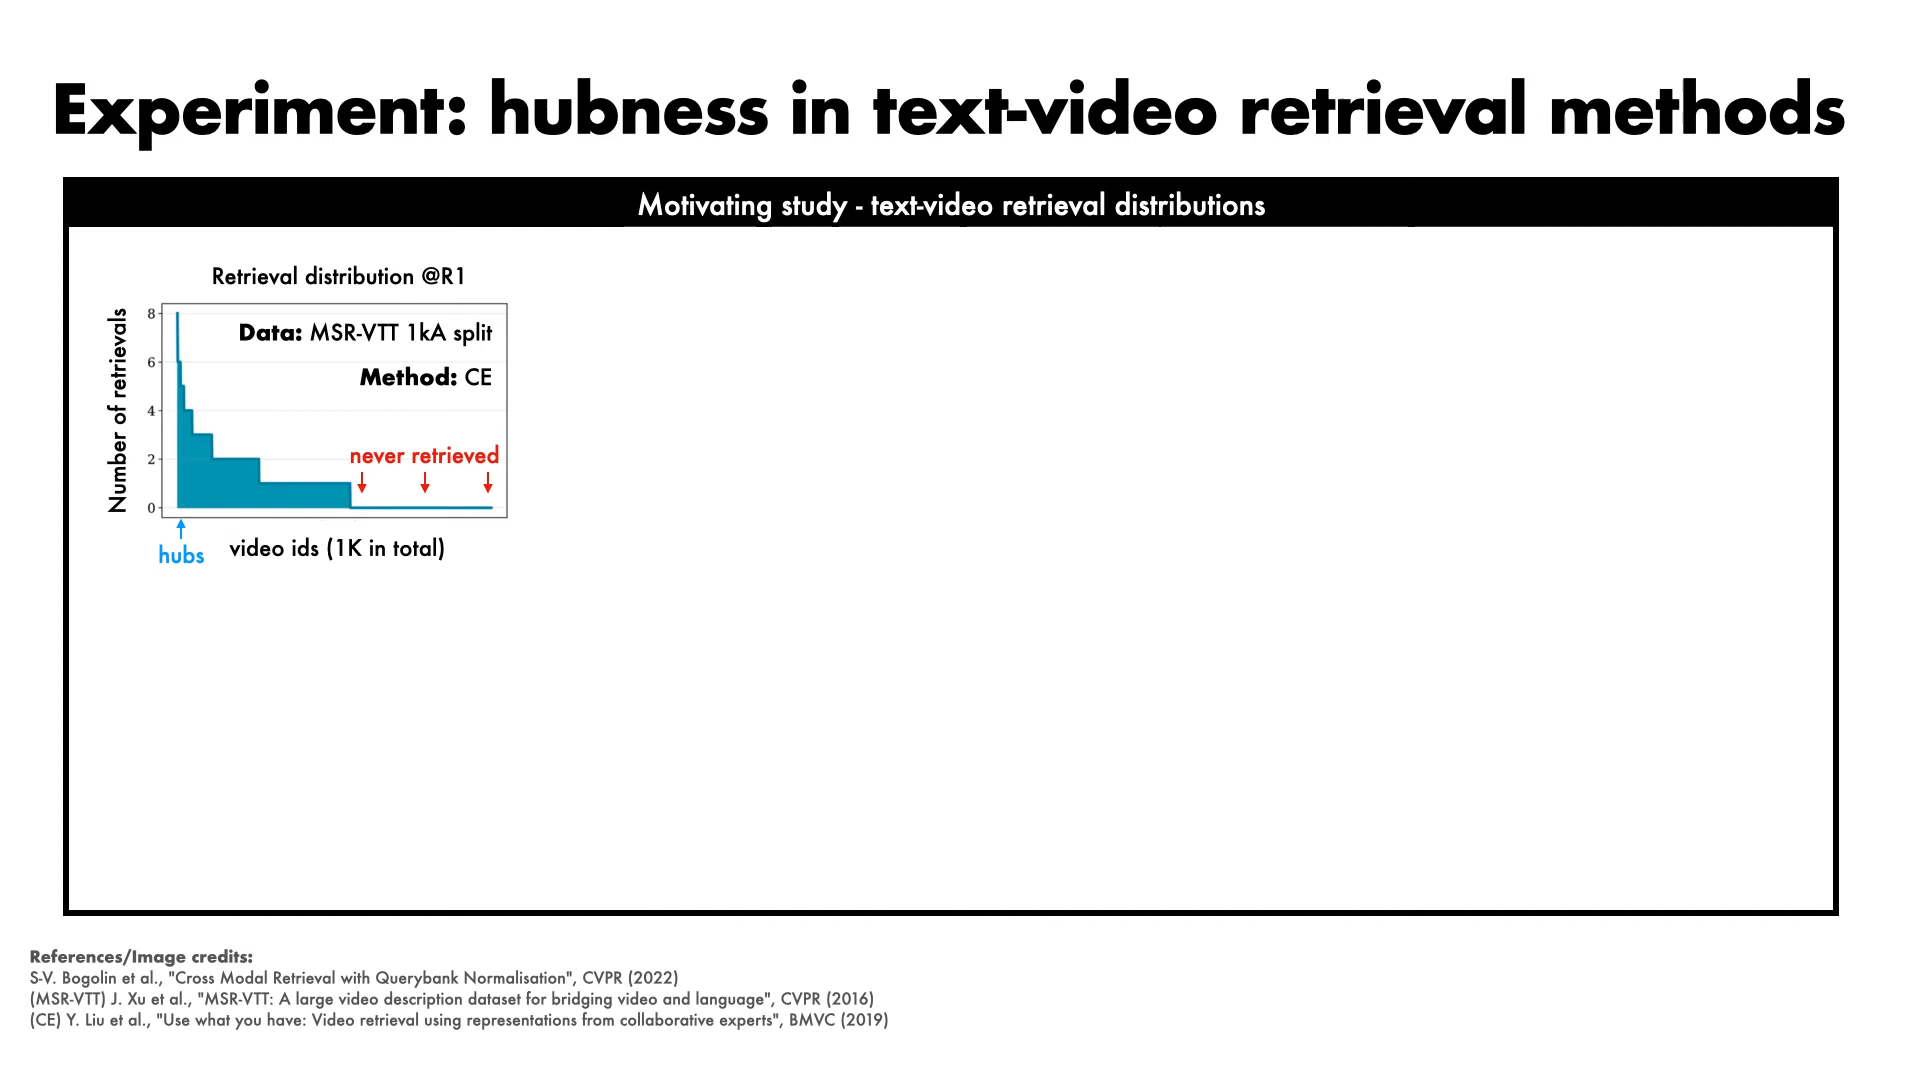 Experiment: hubness in text-video retrieval methods
Motivating study - text-video retrieval distributions
Retrieval distribution @R1
Number of retrievals
8
6
4
2
0
Data: MSR-VTT 1kA split
Method: CE
never retrieved
hubs
video ids (1K in total)
References/Image credits:
S-V. Bogolin et al., "Cross Modal Retrieval with Querybank Normalisation", CVPR (2022)
(MSR-VTT) J. Xu et al., "MSR-VTT: A large video description dataset for bridging video and language", CVPR (2016)
(CE) Y. Liu et al., "Use what you have: Video retrieval using representations from collaborative experts", BMVC (2019)